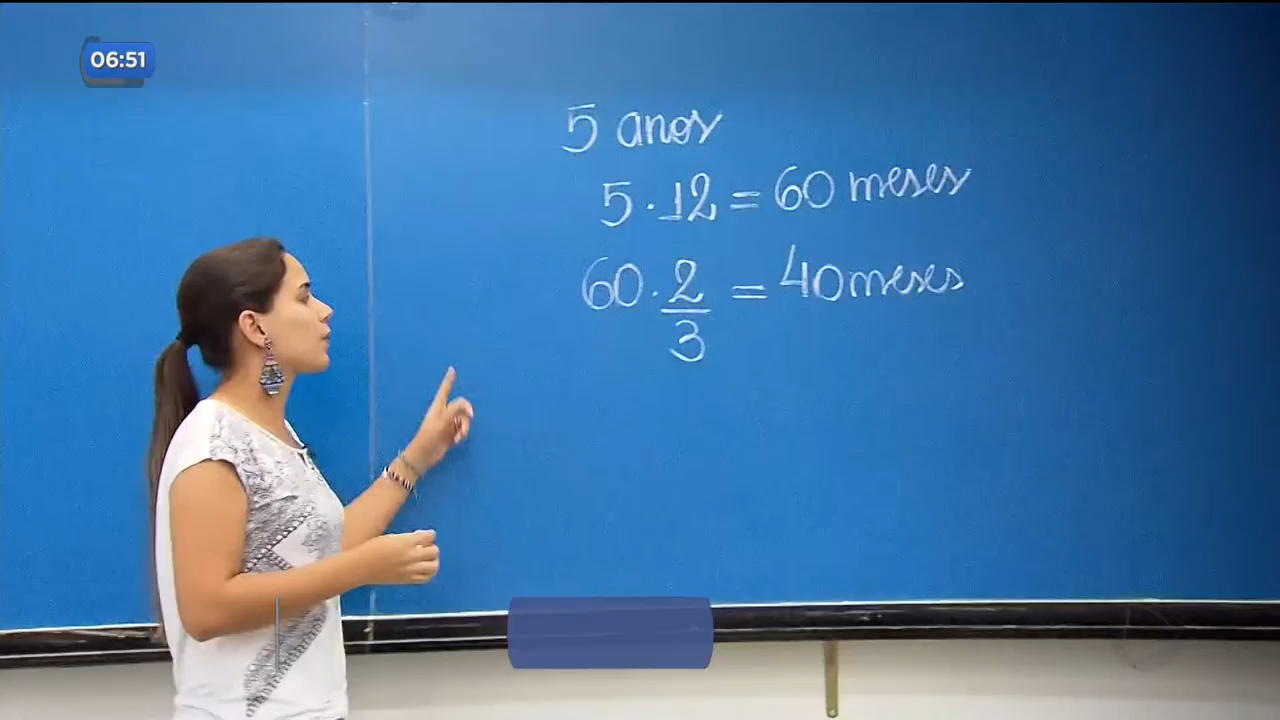 06:51
5 anos
5 · 12 = 60 meses
60 · 2/3 = 40 meses